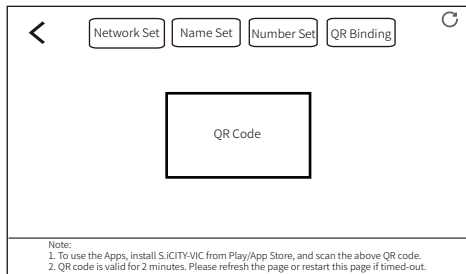 Network Set
Name Set
Number Set
QR Binding
QR Code
Note:
1. To use the Apps, install S.iCITY-VIC from Play/App Store, and scan the above QR code.
2. QR code is valid for 2 minutes. Please refresh the page or restart this page if timed-out.